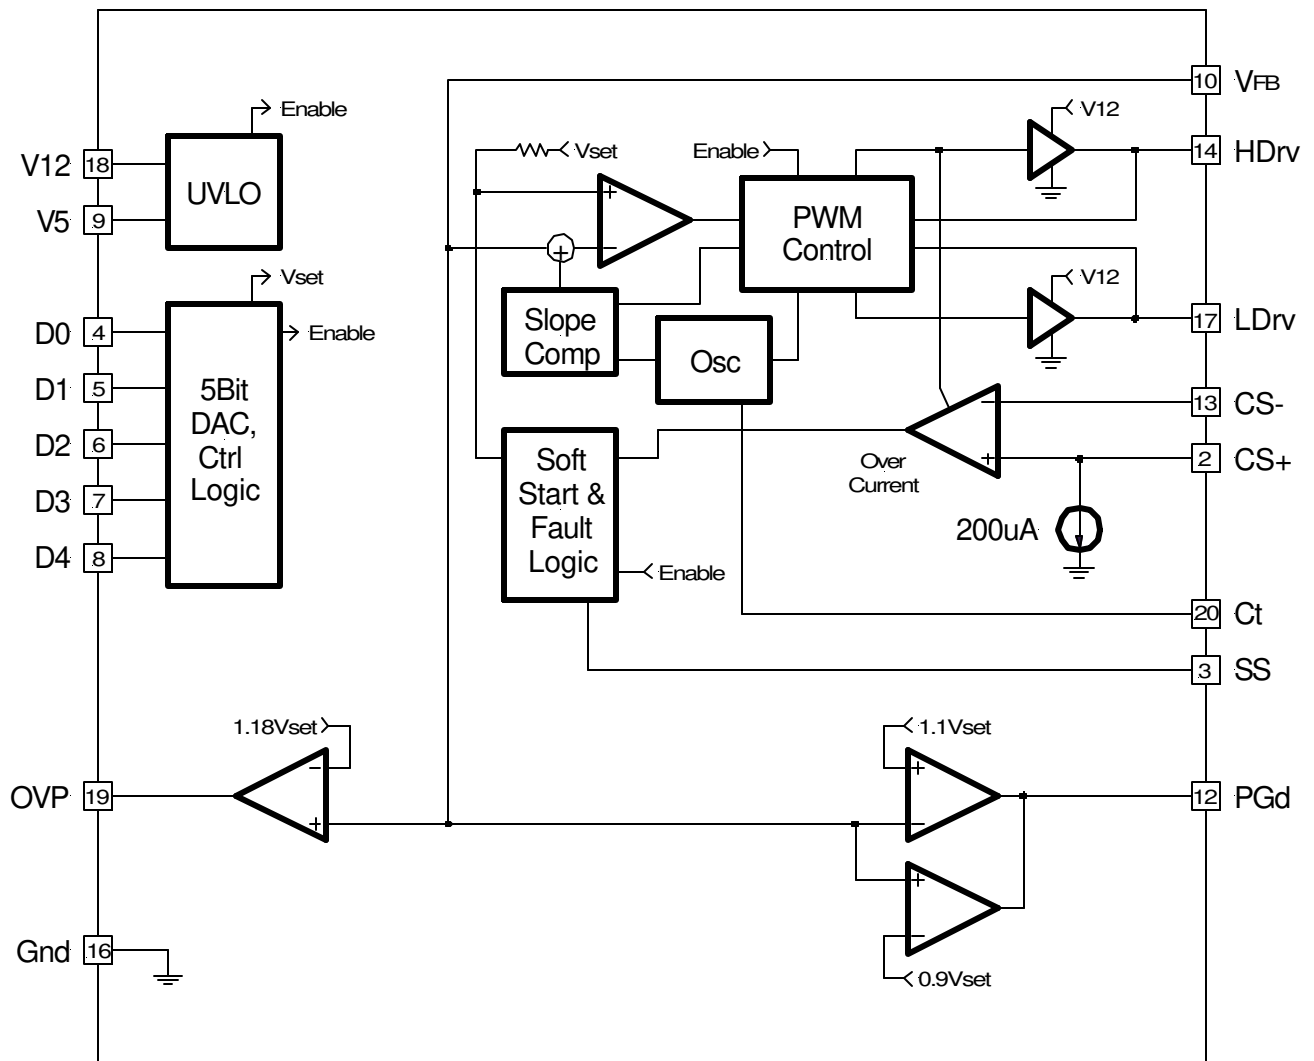 10 VFB
Enable
V12
V12 18
UVLO
Vset
Enable
PWM
Control
14 HDrv
V5 9
+
−
+
Vset
V12
D0 4
Enable
Slope
Comp
Osc
17 LDrv
D1 5
5Bit
DAC,
Ctrl
Logic
− 13 CS-
D2 6
Soft
Start &
Fault
Logic
Over
Current
+ 2 CS+
D3 7
200uA
D4 8
Enable
20 Ct
3 SS
1.18Vset
1.1Vset
−
+
OVP 19
12 PGd
+
−
+
Gnd 16
−
0.9Vset